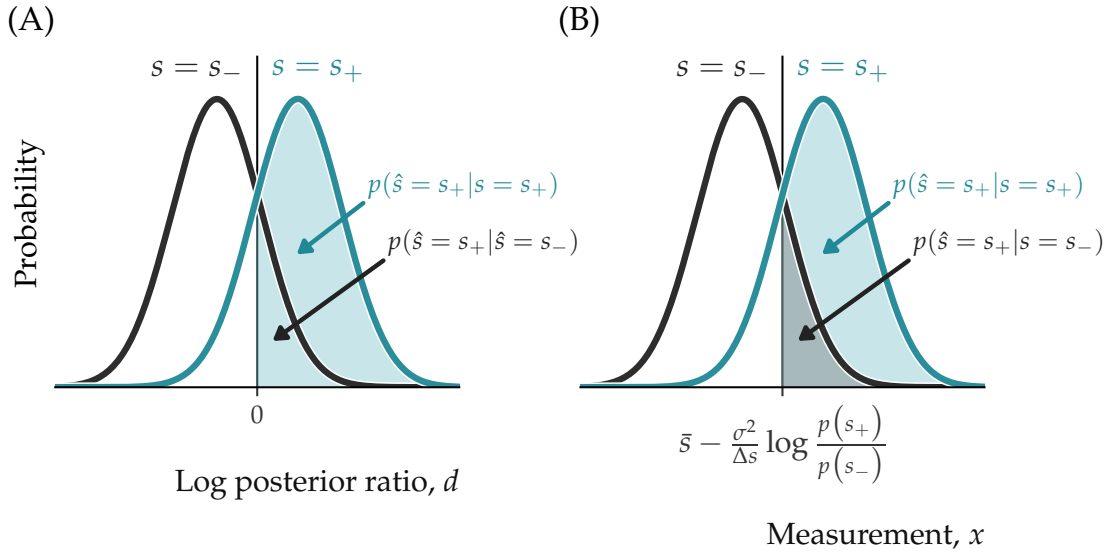 (A)
s = s₋
s = s₊
Probability
p(ŝ = s₊|s = s₊)
p(ŝ = s₊|ŝ = s₋)
0
Log posterior ratio, d
(B)
s = s₋
s = s₊
p(ŝ = s₊|s = s₊)
p(ŝ = s₊|s = s₋)
s̄ − σ²/Δs log p(s₊)/p(s₋)
Measurement, x